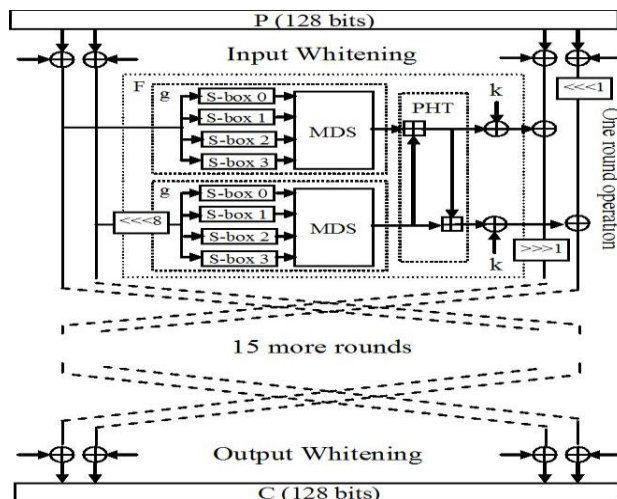 P (128 bits)
Input Whitening
F
g
S-box 0
S-box 1
S-box 2
S-box 3
MDS
PHT
k
<<<1
One round operation
<<<8
g
S-box 0
S-box 1
S-box 2
S-box 3
MDS
k
>>>1
15 more rounds
Output Whitening
C (128 bits)